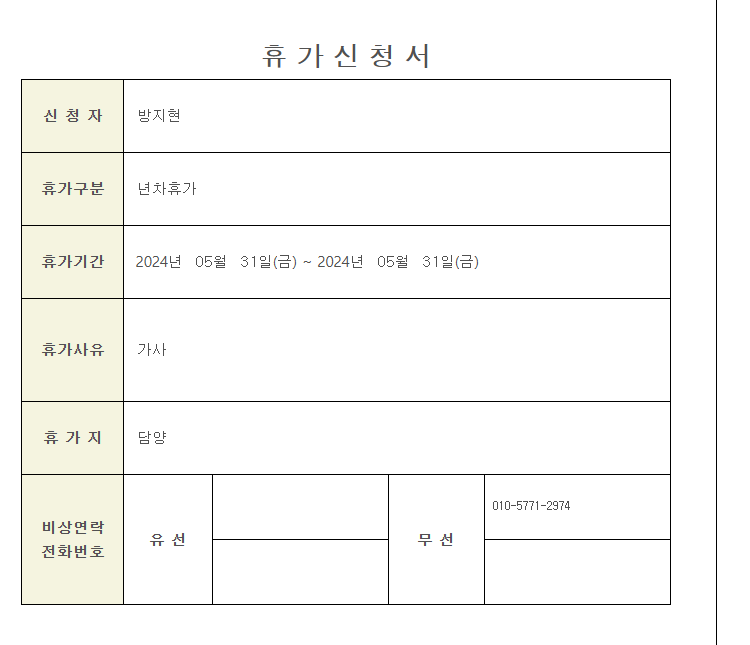 휴 가 신 청 서
신 청 자 방지현
휴가구분 년차휴가
휴가기간 2024년 05월 31일(금) ~ 2024년 05월 31일(금)
휴가사유 가사
휴 가 지 담양
비상연락
전화번호
유 선
무 선
010-5771-2974